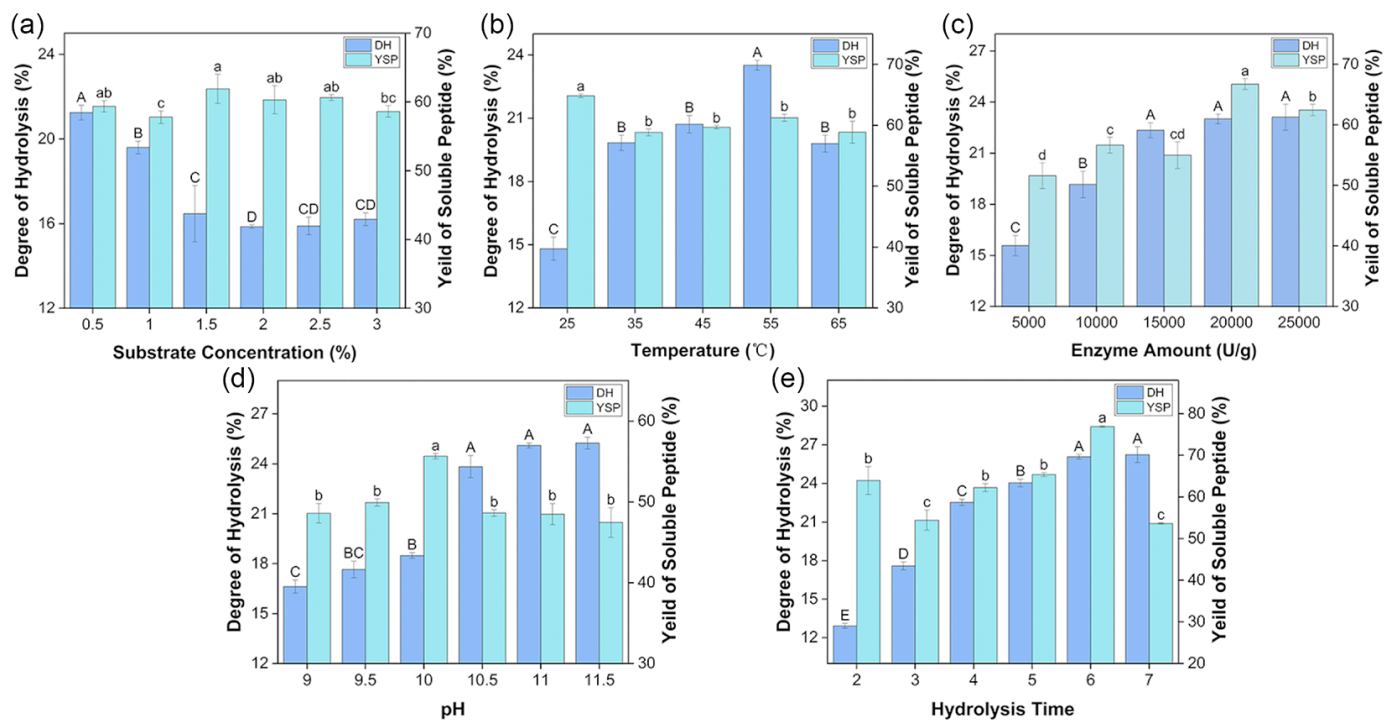 (a)
DH
YSP
Degree of Hydrolysis (%)
24
20
16
12
70
60
50
40
30
Yeild of Soluble Peptide (%)
A ab B c C a D ab CD ab CD bc
0.5 1 1.5 2 2.5 3
Substrate Concentration (%)
(b)
DH
YSP
Degree of Hydrolysis (%)
24
21
18
15
12
70
60
50
40
30
Yeild of Soluble Peptide (%)
C a B b B b A b B b
25 35 45 55 65
Temperature (℃)
(c)
DH
YSP
Degree of Hydrolysis (%)
27
24
21
18
15
12
70
60
50
40
30
Yeild of Soluble Peptide (%)
C d B c A cd A a A b
5000 10000 15000 20000 25000
Enzyme Amount (U/g)
(d)
DH
YSP
Degree of Hydrolysis (%)
27
24
21
18
15
12
60
50
40
30
Yeild of Soluble Peptide (%)
C b BC b B a A b A b A b
9 9.5 10 10.5 11 11.5
pH
(e)
DH
YSP
Degree of Hydrolysis (%)
30
27
24
21
18
15
12
80
70
60
50
40
30
20
Yeild of Soluble Peptide (%)
E b D c C b B b A a A c
2 3 4 5 6 7
Hydrolysis Time